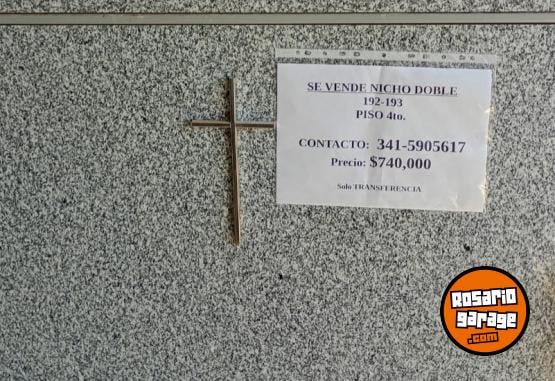 SE VENDE NICHO DOBLE
192-193
PISO 4to.
CONTACTO: 341-5905617
Precio: $740,000
Solo TRANSFERENCIA
Rosario
garage
.com